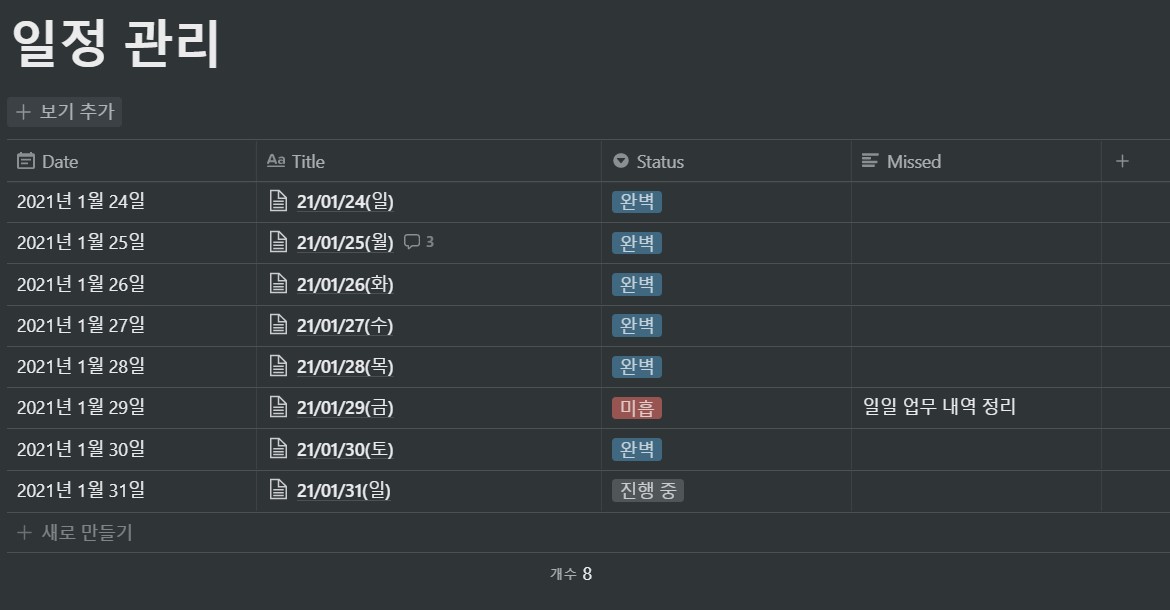 일정 관리
+ 보기 추가
Date Aa Title Status Missed +
2021년 1월 24일 21/01/24(일) 완벽
2021년 1월 25일 21/01/25(월) 3 완벽
2021년 1월 26일 21/01/26(화) 완벽
2021년 1월 27일 21/01/27(수) 완벽
2021년 1월 28일 21/01/28(목) 완벽
2021년 1월 29일 21/01/29(금) 미흡 일일 업무 내역 정리
2021년 1월 30일 21/01/30(토) 완벽
2021년 1월 31일 21/01/31(일) 진행 중
+ 새로 만들기
개수 8